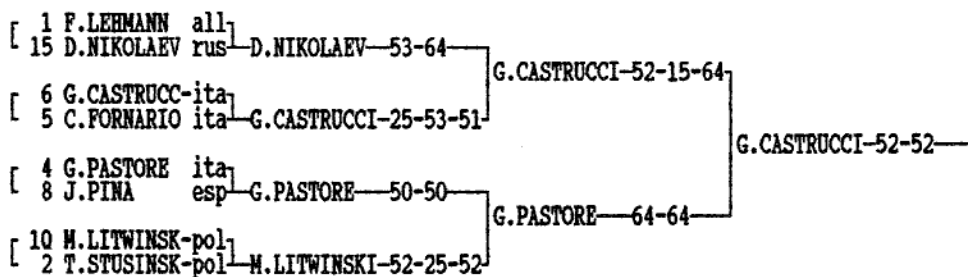 1 F.LEHMANN all
15 D.NIKOLAEV rus D.NIKOLAEV 53-64
G.CASTRUCCI-52-15-64
6 G.CASTRUCC-ita
5 C.FORNARIO ita G.CASTRUCCI-25-53-51
G.CASTRUCCI-52-52
4 G.PASTORE ita
8 J.PINA esp G.PASTORE 50-50
G.PASTORE 64-64
10 M.LITWINSK-pol
2 T.STUSINSK-pol M.LITWINSKI-52-25-52